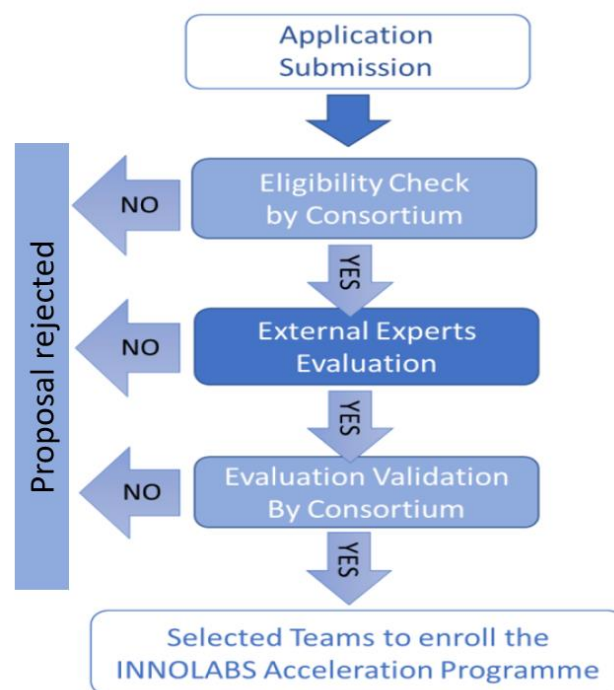 Application
Submission
Proposal rejected
NO
Eligibility Check
by Consortium
YES
NO
External Experts
Evaluation
YES
NO
Evaluation Validation
By Consortium
YES
Selected Teams to enroll the
INNOLABS Acceleration Programme